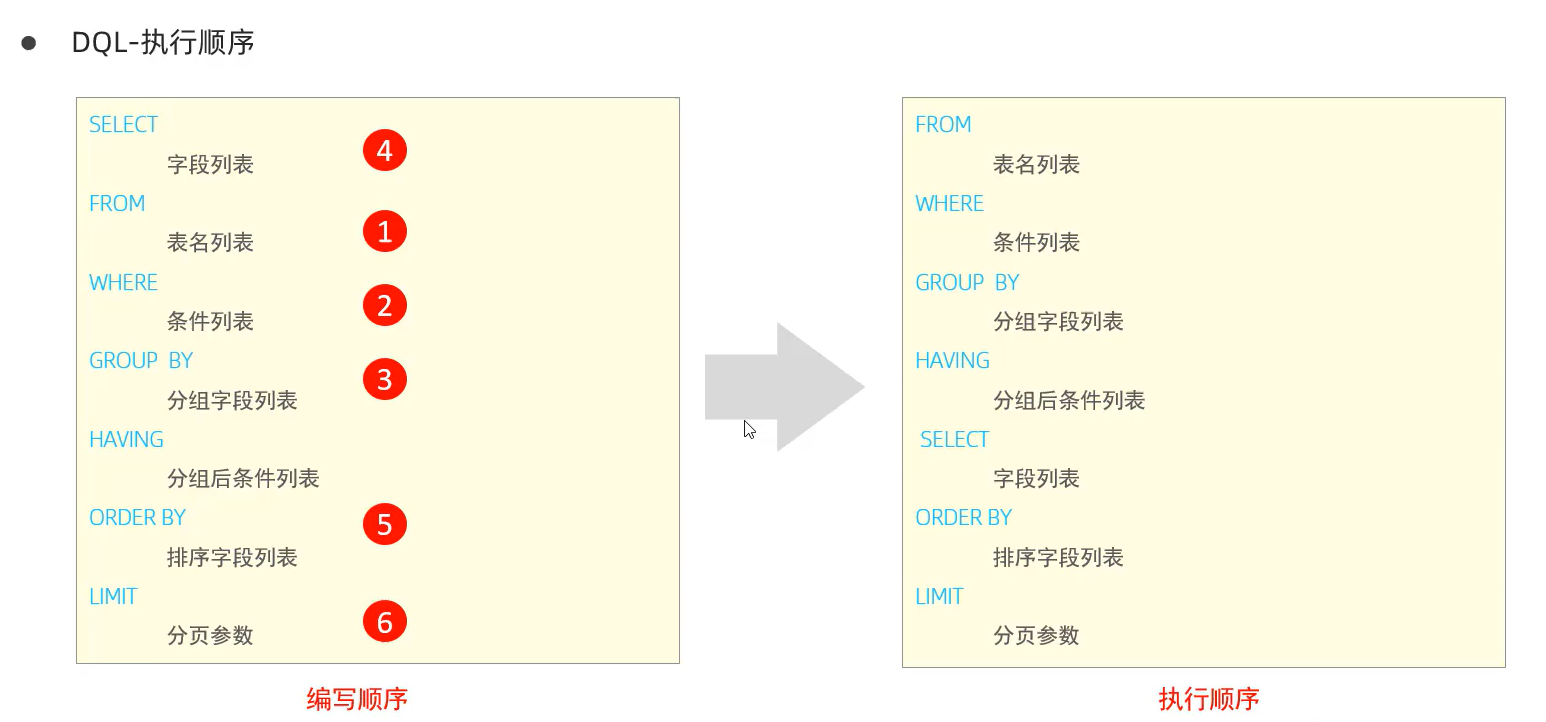 DQL-执行顺序
SELECT
字段列表
4
FROM
表名列表
1
WHERE
条件列表
2
GROUP BY
分组字段列表
3
HAVING
分组后条件列表
ORDER BY
排序字段列表
5
LIMIT
分页参数
6
编写顺序
FROM
表名列表
WHERE
条件列表
GROUP BY
分组字段列表
HAVING
分组后条件列表
SELECT
字段列表
ORDER BY
排序字段列表
LIMIT
分页参数
执行顺序